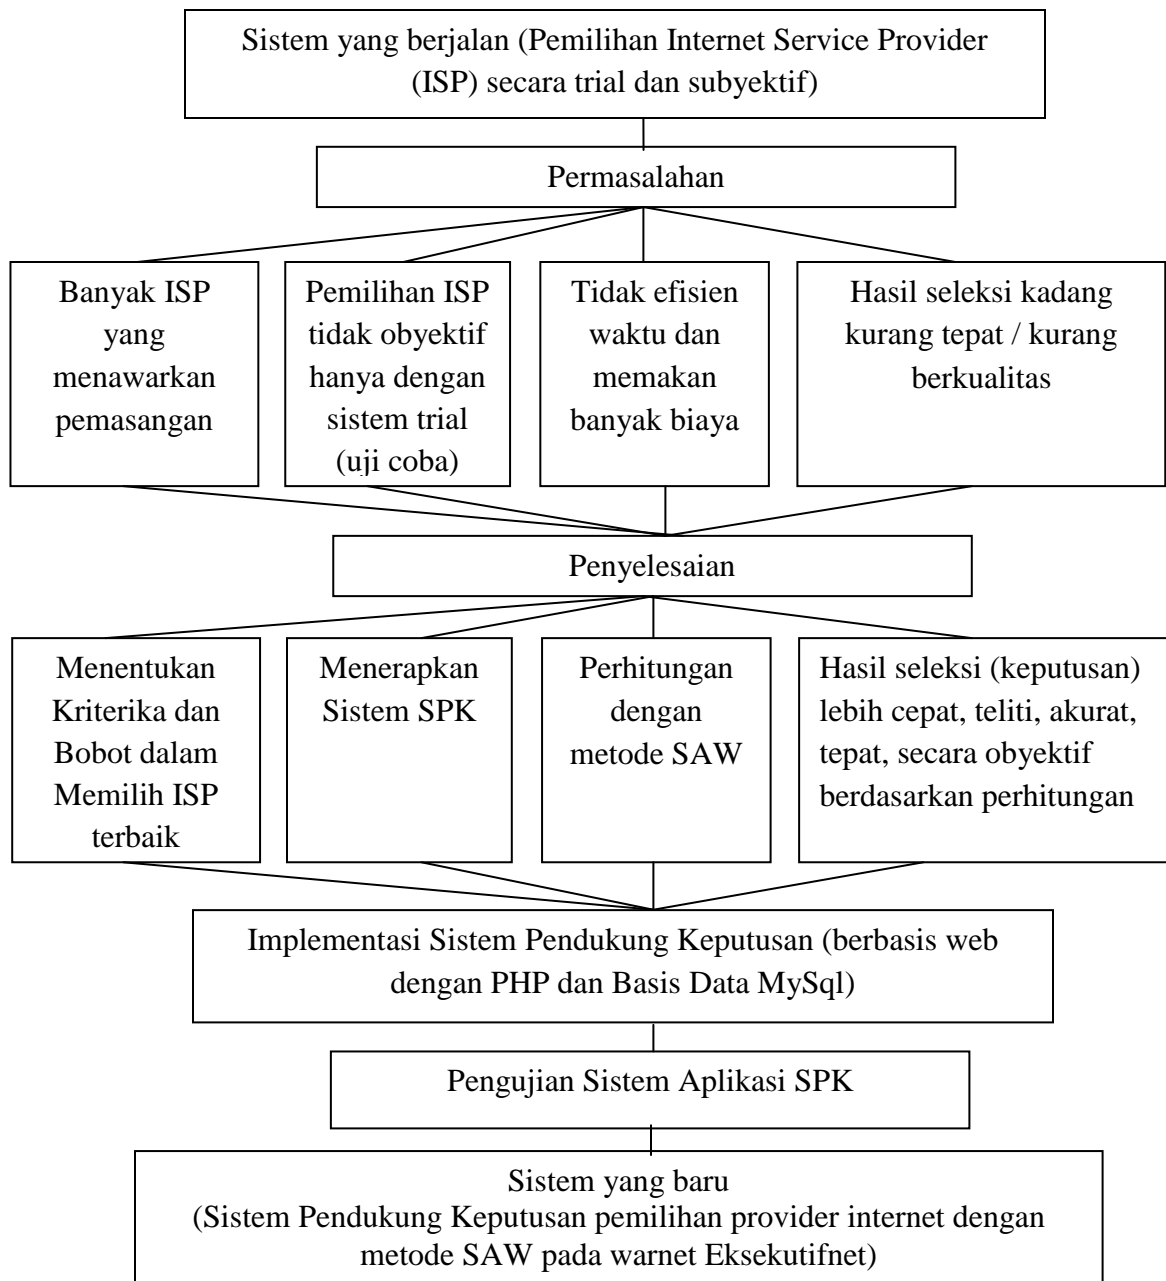 Sistem yang berjalan (Pemilihan Internet Service Provider
(ISP) secara trial dan subyektif)
Permasalahan
Banyak ISP
yang
menawarkan
pemasangan
Pemilihan ISP
tidak obyektif
hanya dengan
sistem trial
(uji coba)
Tidak efisien
waktu dan
memakan
banyak biaya
Hasil seleksi kadang
kurang tepat / kurang
berkualitas
Penyelesaian
Menentukan
Kriterika dan
Bobot dalam
Memilih ISP
terbaik
Menerapkan
Sistem SPK
Perhitungan
dengan
metode SAW
Hasil seleksi (keputusan)
lebih cepat, teliti, akurat,
tepat, secara obyektif
berdasarkan perhitungan
Implementasi Sistem Pendukung Keputusan (berbasis web
dengan PHP dan Basis Data MySql)
Pengujian Sistem Aplikasi SPK
Sistem yang baru
(Sistem Pendukung Keputusan pemilihan provider internet dengan
metode SAW pada warnet Eksekutifnet)